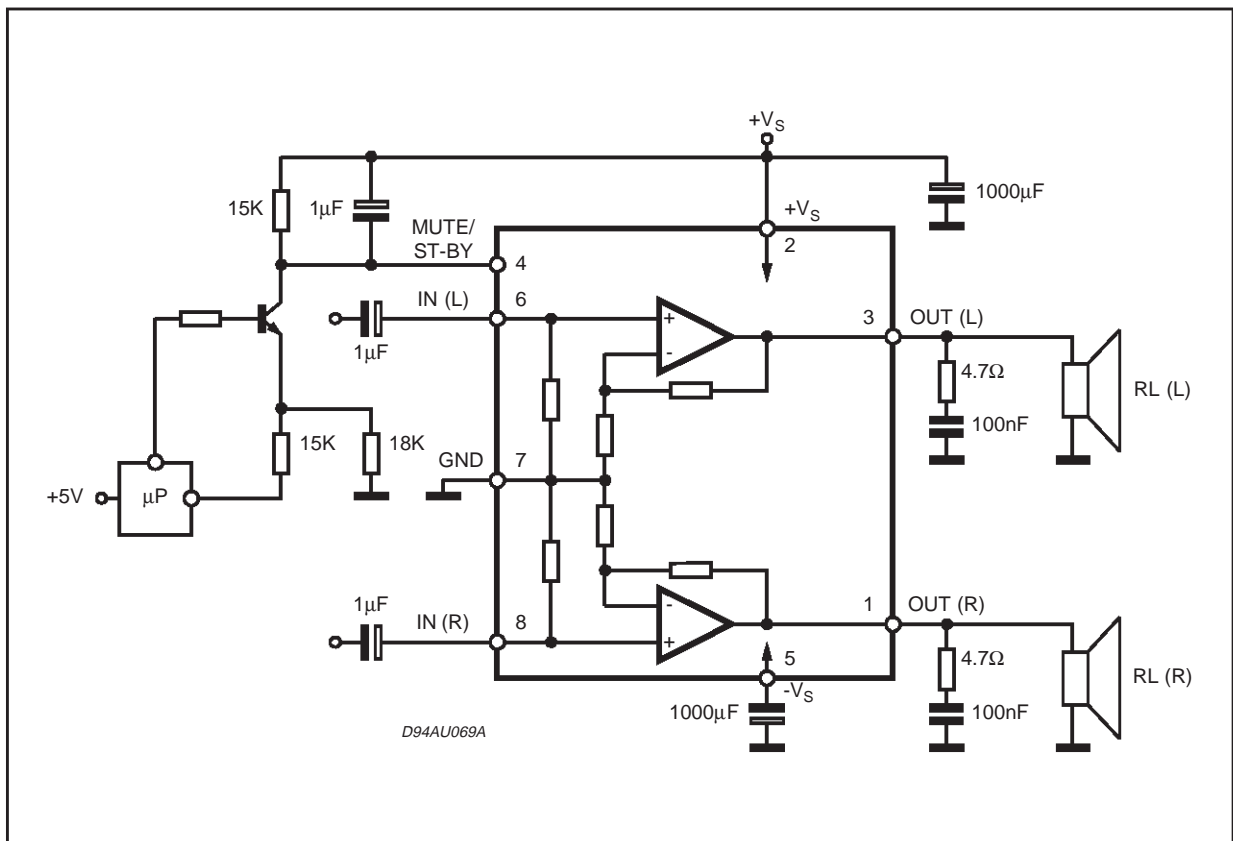 +VS
15K
1µF
1000µF
MUTE/
ST-BY
+VS
2
4
IN (L)
6
1µF
+
-
3
OUT (L)
4.7Ω
100nF
RL (L)
15K
18K
GND
7
+5V
µP
1µF
IN (R)
8
-
+
1
OUT (R)
5
-VS
4.7Ω
100nF
RL (R)
1000µF
D94AU069A